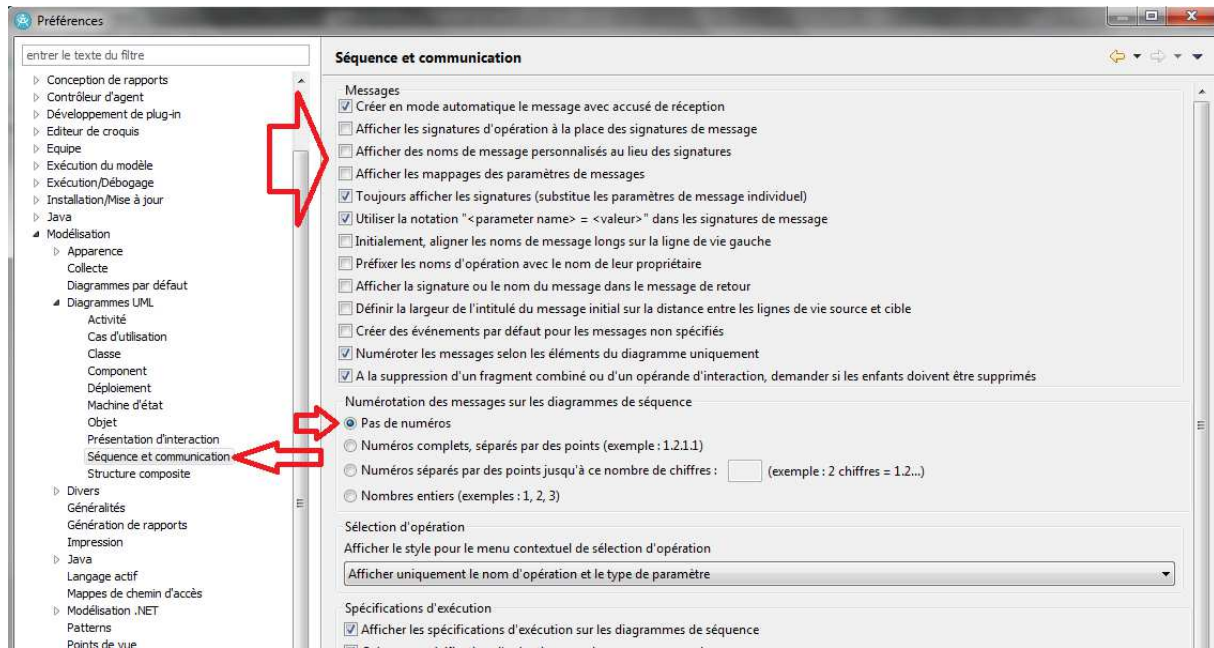 Préférences
entrer le texte du filtre
Conception de rapports
Contrôleur d'agent
Développement de plug-in
Editeur de croquis
Equipe
Exécution du modèle
Exécution/Débogage
Installation/Mise à jour
Java
Modélisation
Apparence
Collecte
Diagrammes par défaut
Diagrammes UML
Activité
Cas d'utilisation
Classe
Component
Déploiement
Machine d'état
Objet
Présentation d'interaction
Séquence et communication
Structure composite
Divers
Généralités
Génération de rapports
Impression
Java
Langage actif
Mappes de chemin d'accès
Modélisation .NET
Patterns
Points de vue
Séquence et communication
Messages
Créer en mode automatique le message avec accusé de réception
Afficher les signatures d'opération à la place des signatures de message
Afficher des noms de message personnalisés au lieu des signatures
Afficher les mappages des paramètres de messages
Toujours afficher les signatures (substitue les paramètres de message individuel)
Utiliser la notation "<parameter name> = <valeur>" dans les signatures de message
Initialement, aligner les noms de message longs sur la ligne de vie gauche
Préfixer les noms d'opération avec le nom de leur propriétaire
Afficher la signature ou le nom du message dans le message de retour
Définir la largeur de l'intitulé du message initial sur la distance entre les lignes de vie source et cible
Créer des événements par défaut pour les messages non spécifiés
Numéroter les messages selon les éléments du diagramme uniquement
A la suppression d'un fragment combiné ou d'un opérande d'interaction, demander si les enfants doivent être supprimés
Numérotation des messages sur les diagrammes de séquence
Pas de numéros
Numéros complets, séparés par des points (exemple : 1.2.1.1)
Numéros séparés par des points jusqu'à ce nombre de chiffres : (exemple : 2 chiffres = 1.2...)
Nombres entiers (exemples : 1, 2, 3)
Sélection d'opération
Afficher le style pour le menu contextuel de sélection d'opération
Afficher uniquement le nom d'opération et le type de paramètre
Spécifications d'exécution
Afficher les spécifications d'exécution sur les diagrammes de séquence